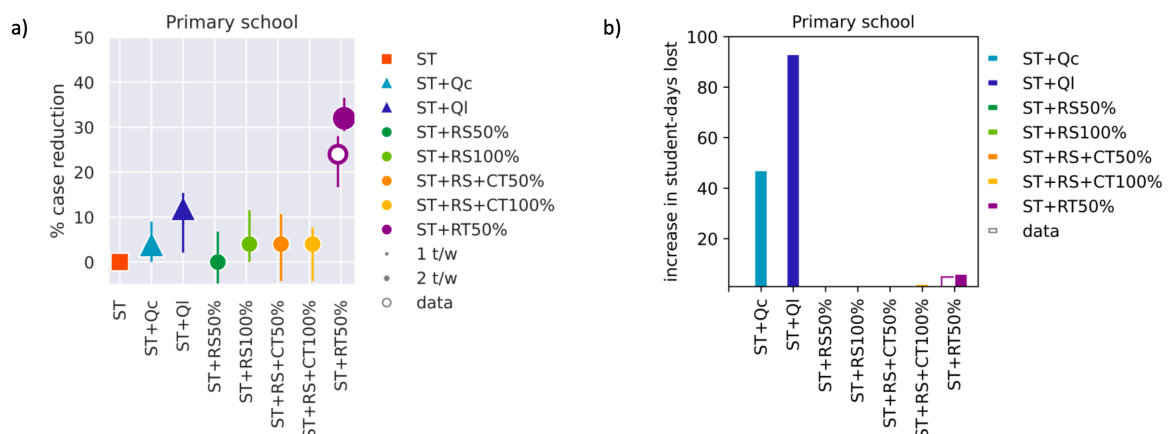 a)
Primary school
% case reduction
50
40
30
20
10
0
ST
ST+Qc
ST+Ql
ST+RS50%
ST+RS100%
ST+RS+CT50%
ST+RS+CT100%
ST+RT50%
ST
ST+Qc
ST+Ql
ST+RS50%
ST+RS100%
ST+RS+CT50%
ST+RS+CT100%
ST+RT50%
1 t/w
2 t/w
data
b)
Primary school
increase in student-days lost
100
80
60
40
20
ST+Qc
ST+Ql
ST+RS50%
ST+RS100%
ST+RS+CT50%
ST+RS+CT100%
ST+RT50%
ST+Qc
ST+Ql
ST+RS50%
ST+RS100%
ST+RS+CT50%
ST+RS+CT100%
ST+RT50%
data